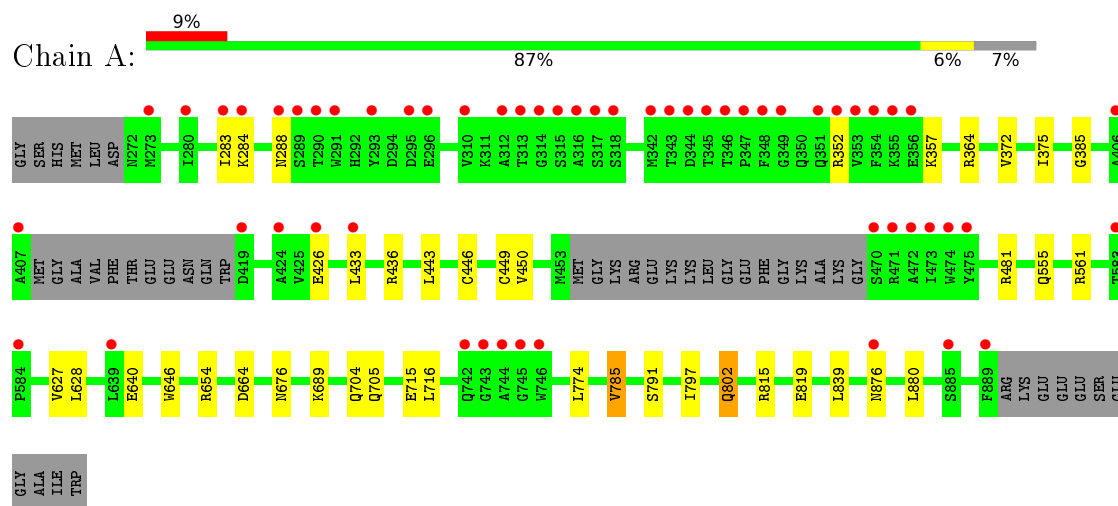 9%
Chain A:
87% 6% 7%
GLY SER HIS MET LEU ASP N272 M273 I280 I283 K284 N288 S289 T290 W291 H292 Y293 D294 D295 E296 V310 K311 A312 T313 G314 S315 A316 S317 S318 M342 T343 D344 T345 T346 P347 F348 G349 Q350 Q351 R352 V353 F354 K355 E356 K357 R364 V372 I375 G385 A406
A407 MET GLY ALA VAL PHE THR GLU GLU ASN GLN TRP D419 A424 V425 E426 L433 R436 L443 C446 C449 V450 M453 MET GLY LYS ARG GLU LYS LYS LEU GLY GLU PHE GLY LYS ALA LYS GLY S470 R471 A472 I473 W474 Y475 R481 Q555 R561 T583
P584 V627 L628 L639 E640 W646 R654 D664 N676 K689 Q704 Q705 E715 L716 Q742 G743 A744 G745 W746 L774 V785 S791 I797 Q802 R815 E819 L839 N876 L880 S885 F889 ARG LYS GLU GLU GLU SER GLU
GLY ALA ILE TRP